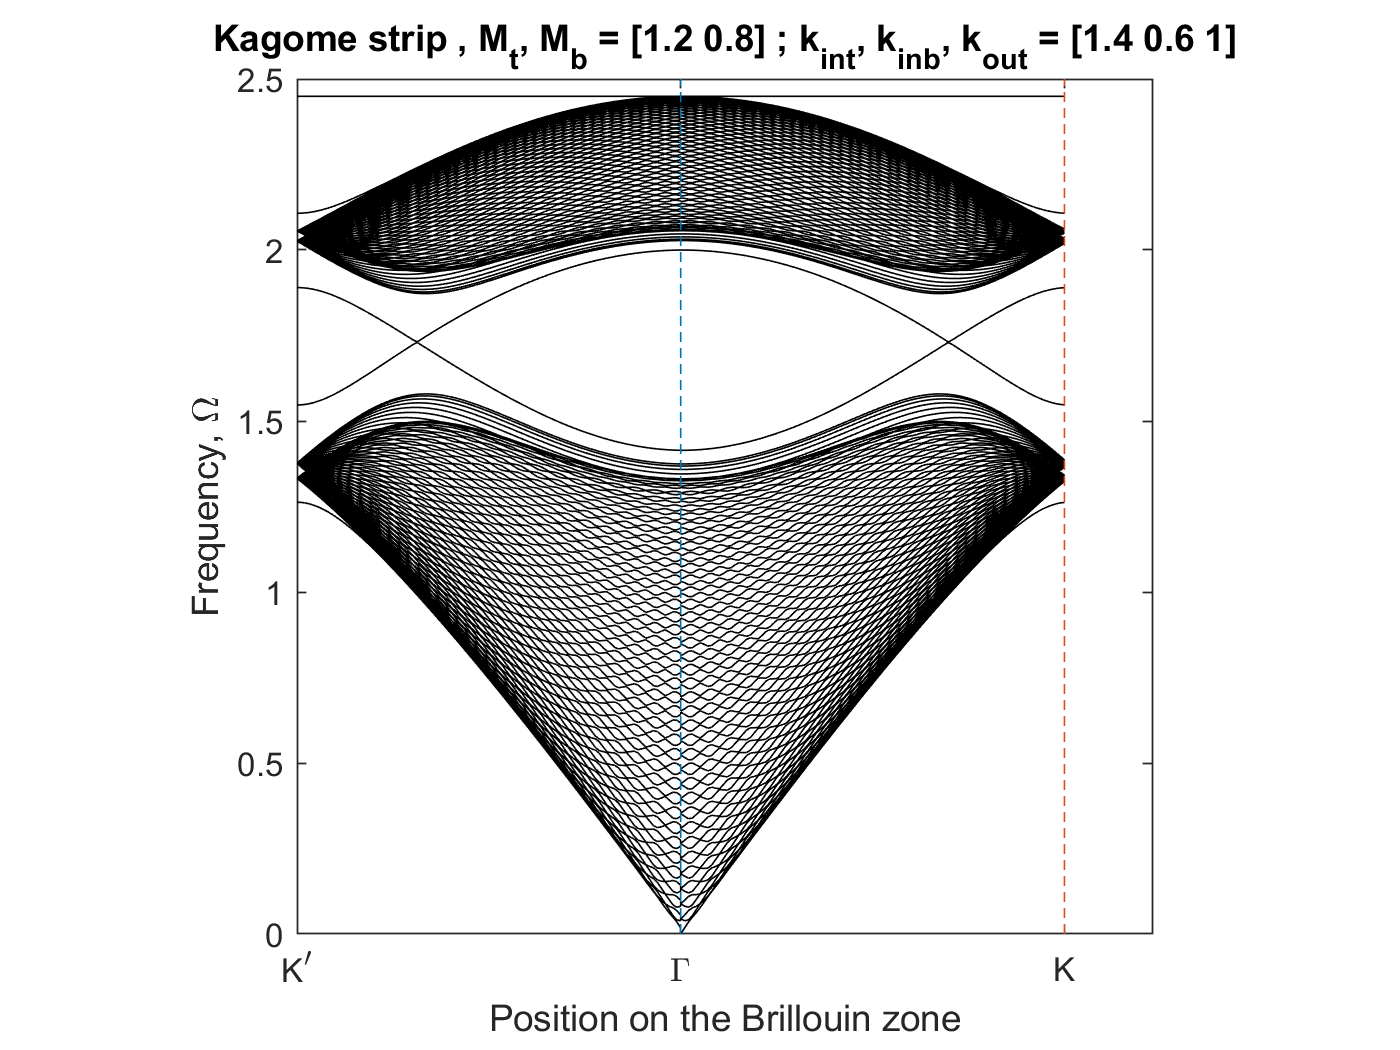 Kagome strip , Mt, Mb = [1.2 0.8] ; kint, kinb, kout = [1.4 0.6 1]
2.5
2
1.5
1
0.5
0
Frequency, Ω
K′ Γ K
Position on the Brillouin zone